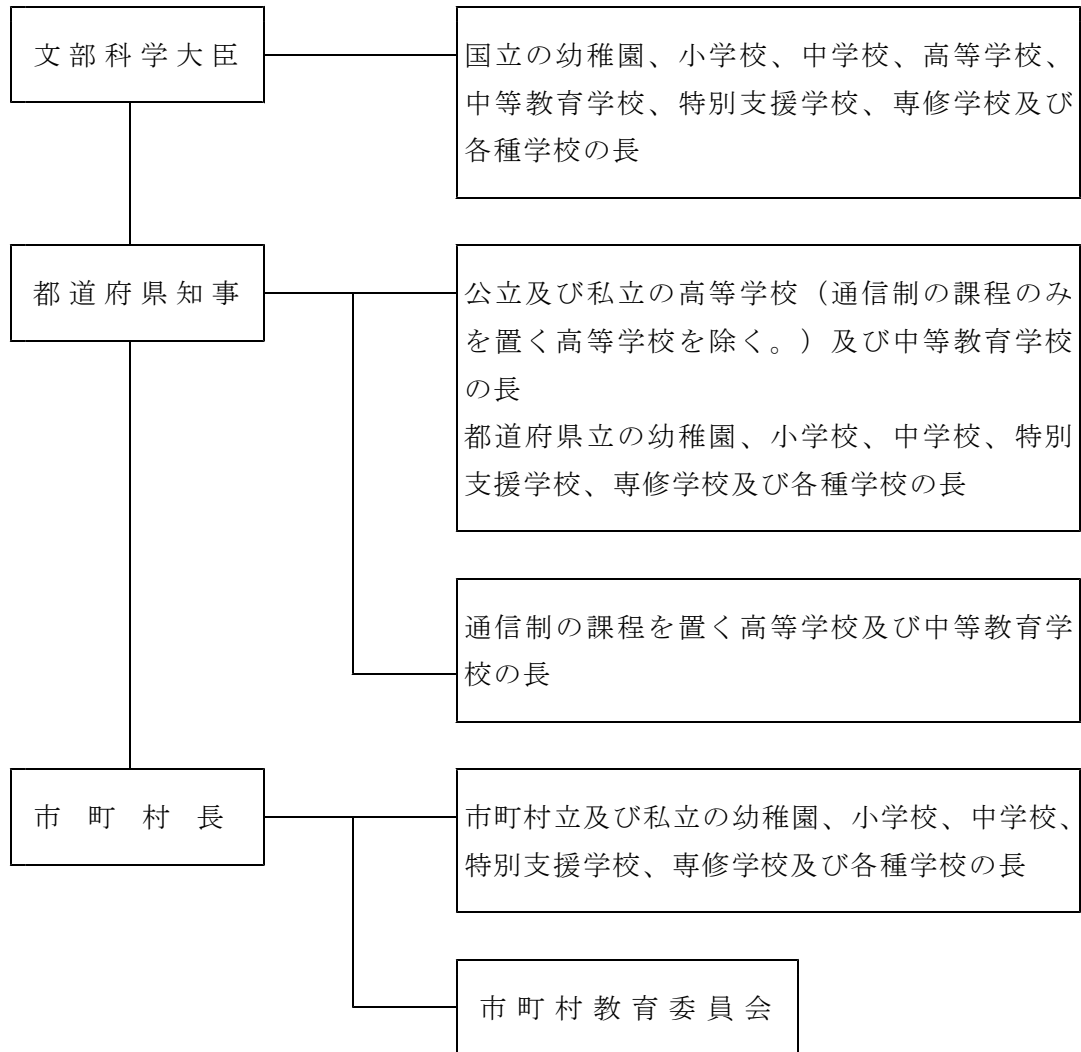 文部科学大臣
国立の幼稚園、小学校、中学校、高等学校、
中等教育学校、特別支援学校、専修学校及び
各種学校の長
都道府県知事
公立及び私立の高等学校（通信制の課程のみ
を置く高等学校を除く。）及び中等教育学校
の長
都道府県立の幼稚園、小学校、中学校、特別
支援学校、専修学校及び各種学校の長
通信制の課程を置く高等学校及び中等教育学
校の長
市町村長
市町村立及び私立の幼稚園、小学校、中学校、
特別支援学校、専修学校及び各種学校の長
市町村教育委員会